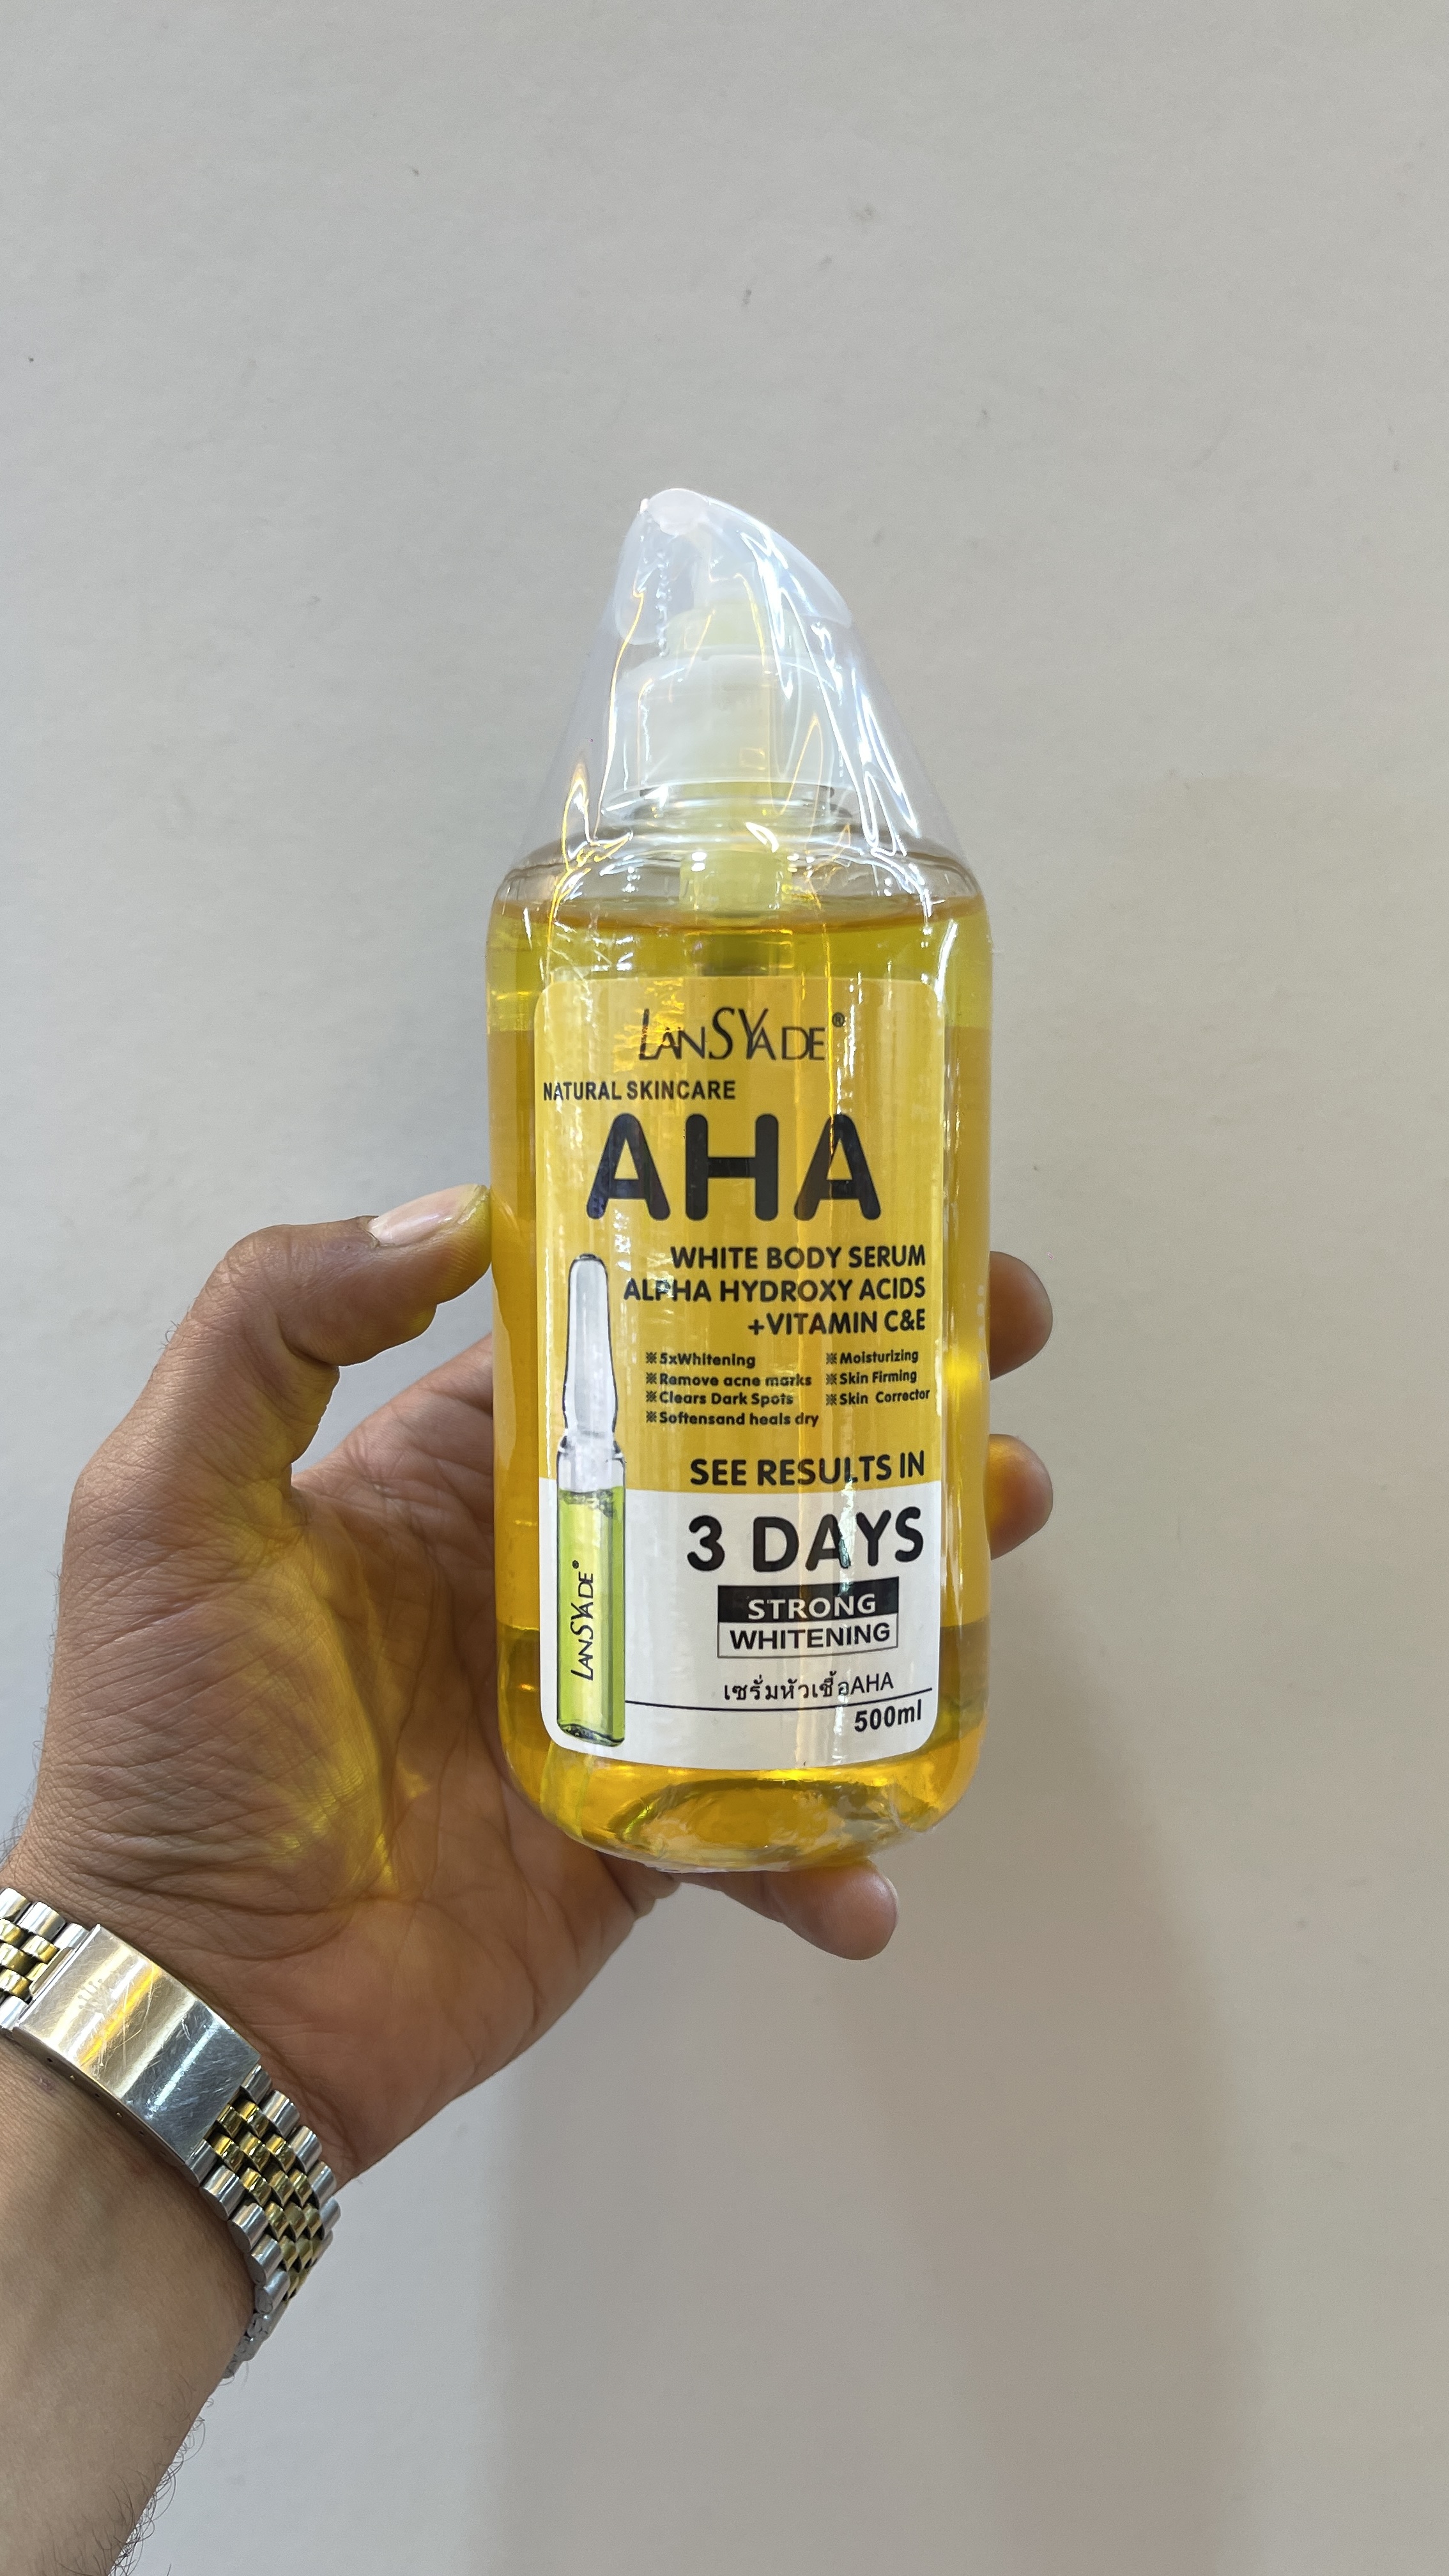 LANSYADE®
NATURAL SKINCARE
AHA
WHITE BODY SERUM
ALPHA HYDROXY ACIDS
+VITAMIN C&E
※5xWhitening ※Moisturizing
※Remove acne marks ※Skin Firming
※Clears Dark Spots ※Skin Corrector
※Softensand heals dry
SEE RESULTS IN
3 DAYS
STRONG
WHITENING
เซรั่มหัวเชื้อAHA
500ml
LANSYADE®